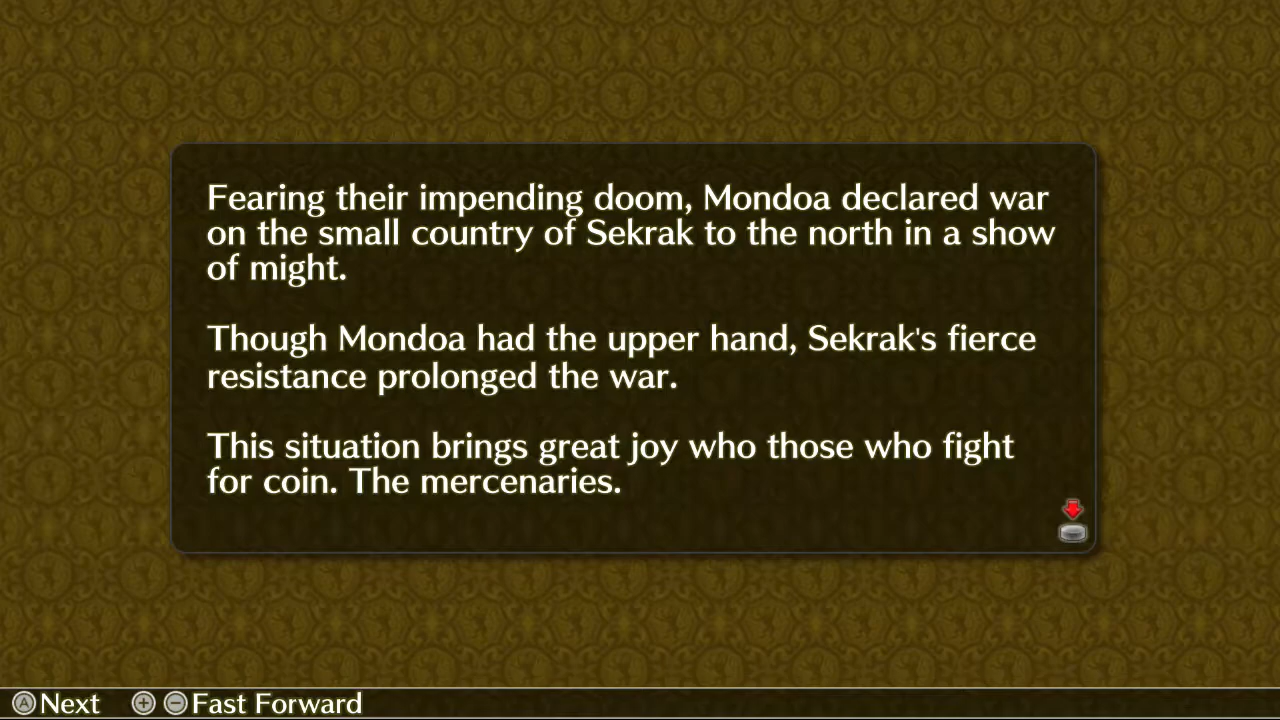 Fearing their impending doom, Mondoa declared war
on the small country of Sekrak to the north in a show
of might.
Though Mondoa had the upper hand, Sekrak's fierce
resistance prolonged the war.
This situation brings great joy who those who fight
for coin. The mercenaries.
A Next + - Fast Forward